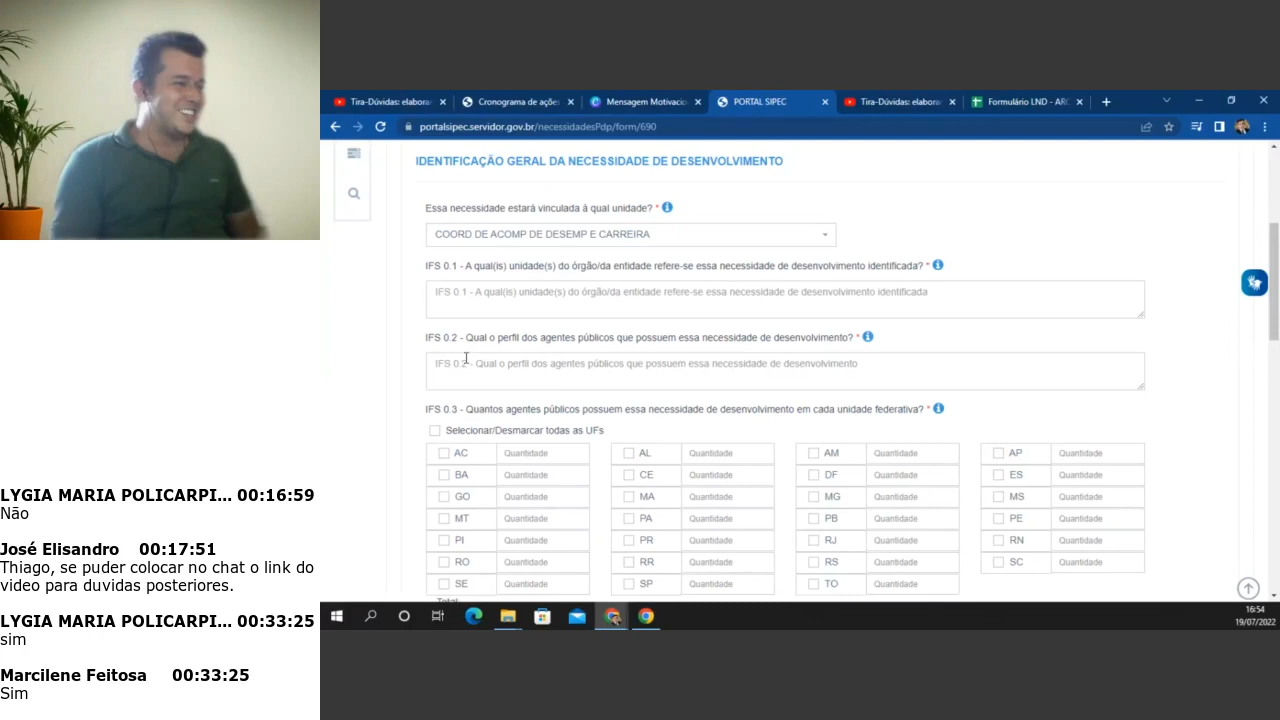 Tira-Dúvidas: elabora
Cronograma de açõe
Mensagem Motivacio
PORTAL SIPEC
Tira-Dúvidas: elabora
Formulário LND - ARQ
portalsipec.servidor.gov.br/necessidadesPdp/form/690
IDENTIFICAÇÃO GERAL DA NECESSIDADE DE DESENVOLVIMENTO
Essa necessidade estará vinculada à qual unidade? *
COORD DE ACOMP DE DESEMP E CARREIRA
IFS 0.1 - A qual(is) unidade(s) do órgão/da entidade refere-se essa necessidade de desenvolvimento identificada? *
IFS 0.1 - A qual(is) unidade(s) do órgão/da entidade refere-se essa necessidade de desenvolvimento identificada
IFS 0.2 - Qual o perfil dos agentes públicos que possuem essa necessidade de desenvolvimento? *
IFS 0.2 - Qual o perfil dos agentes públicos que possuem essa necessidade de desenvolvimento
IFS 0.3 - Quantos agentes públicos possuem essa necessidade de desenvolvimento em cada unidade federativa? *
Selecionar/Desmarcar todas as UFs
AC Quantidade AL Quantidade AM Quantidade AP Quantidade
BA Quantidade CE Quantidade DF Quantidade ES Quantidade
GO Quantidade MA Quantidade MG Quantidade MS Quantidade
MT Quantidade PA Quantidade PB Quantidade PE Quantidade
PI Quantidade PR Quantidade RJ Quantidade RN Quantidade
RO Quantidade RR Quantidade RS Quantidade SC Quantidade
SE Quantidade SP Quantidade TO Quantidade
Total
16:54
19/07/2022
LYGIA MARIA POLICARPI... 00:16:59
Não
José Elisandro 00:17:51
Thiago, se puder colocar no chat o link do
video para duvidas posteriores.
LYGIA MARIA POLICARPI... 00:33:25
sim
Marcilene Feitosa 00:33:25
Sim